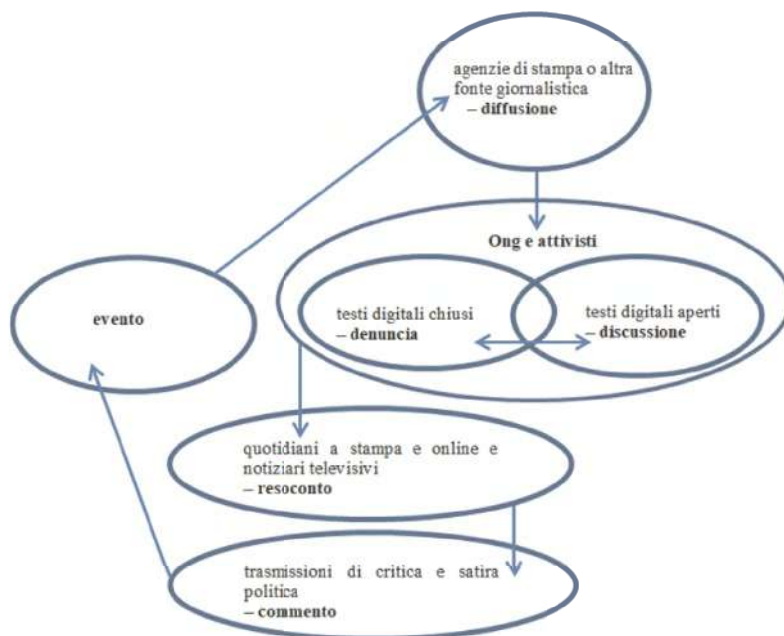 agenzie di stampa o altra
fonte giornalistica
– diffusione
Ong e attivisti
testi digitali chiusi
– denuncia
testi digitali aperti
– discussione
evento
quotidiani a stampa e online e
notiziari televisivi
– resoconto
trasmissioni di critica e satira
politica
– commento